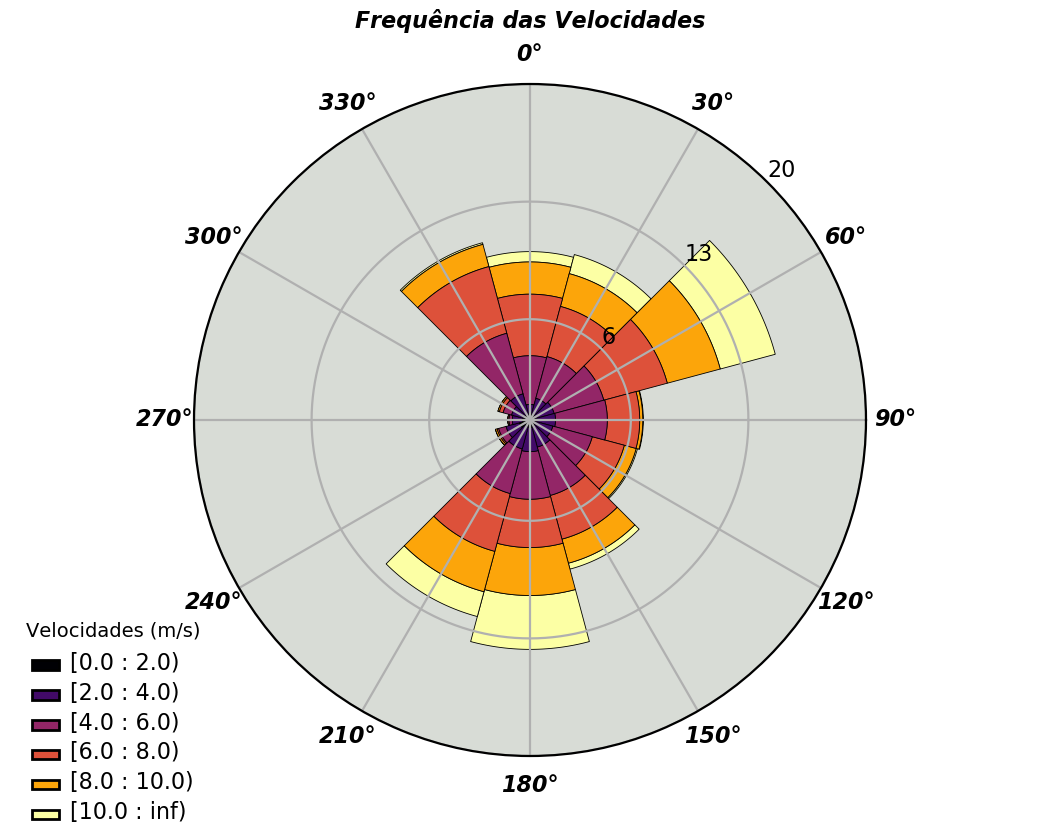 Frequência das Velocidades
0°
330°
30°
20
300°
60°
13
6
270°
90°
240°
120°
210°
150°
180°
Velocidades (m/s)
[0.0 : 2.0)
[2.0 : 4.0)
[4.0 : 6.0)
[6.0 : 8.0)
[8.0 : 10.0)
[10.0 : inf)